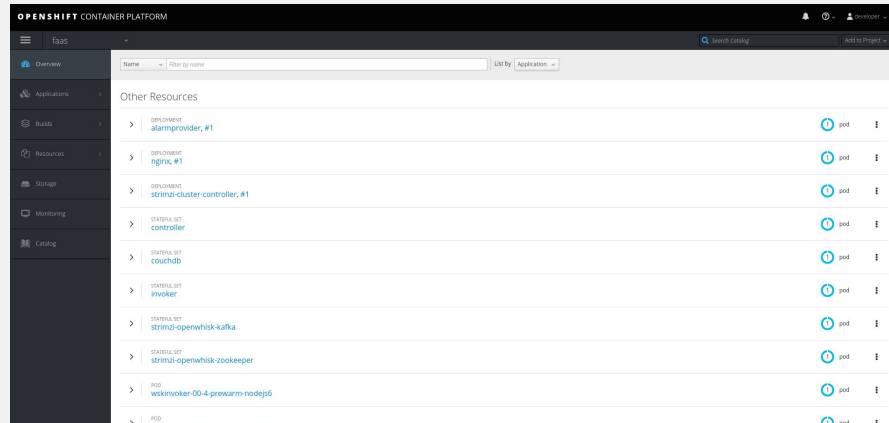 OPENSHIFT CONTAINER PLATFORM
developer
faas
Search Catalog
Add to Project
Overview
Name
Filter by name
List by
Application
Applications
Builds
Resources
Storage
Monitoring
Catalog
Other Resources
DEPLOYMENT
alarmprovider, #1
1 pod
DEPLOYMENT
nginx, #1
1 pod
DEPLOYMENT
strimzi-cluster-controller, #1
1 pod
STATEFUL SET
controller
1 pod
STATEFUL SET
couchdb
1 pod
STATEFUL SET
invoker
1 pod
STATEFUL SET
strimzi-openwhisk-kafka
1 pod
STATEFUL SET
strimzi-openwhisk-zookeeper
1 pod
POD
wskinvoker-00-4-prewarm-nodejs6
1 pod
POD
1 pod